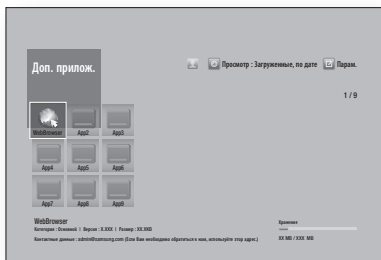 Доп. прилож.
Просмотр : Загруженные, по дате Парам.
1 / 9
WebBrowser App2 App3
App4 App5 App6
App7 App8 App9
WebBrowser
Категория : Основной | Версия : X.XXX | Размер : XX.XXKB
Контактные данные : admin@samsung.com (Если Вам необходимо обратиться к нам, используйте этор адрес.)
Хранение
XX MB / XXX MB